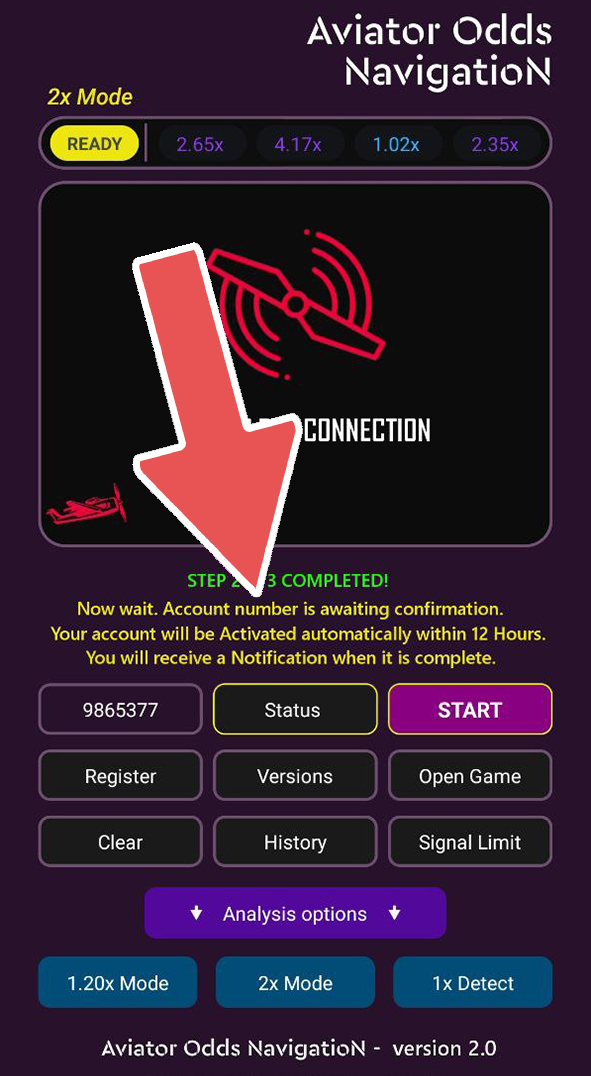 Aviator Odds
NavigatioN
2x Mode
READY 2.65x 4.17x 1.02x 2.35x
CONNECTION
STEP 2 3 COMPLETED!
Now wait. Account number is awaiting confirmation.
Your account will be Activated automatically within 12 Hours.
You will receive a Notification when it is complete.
9865377 Status START
Register Versions Open Game
Clear History Signal Limit
Analysis options
1.20x Mode 2x Mode 1x Detect
Aviator Odds NavigatioN - version 2.0